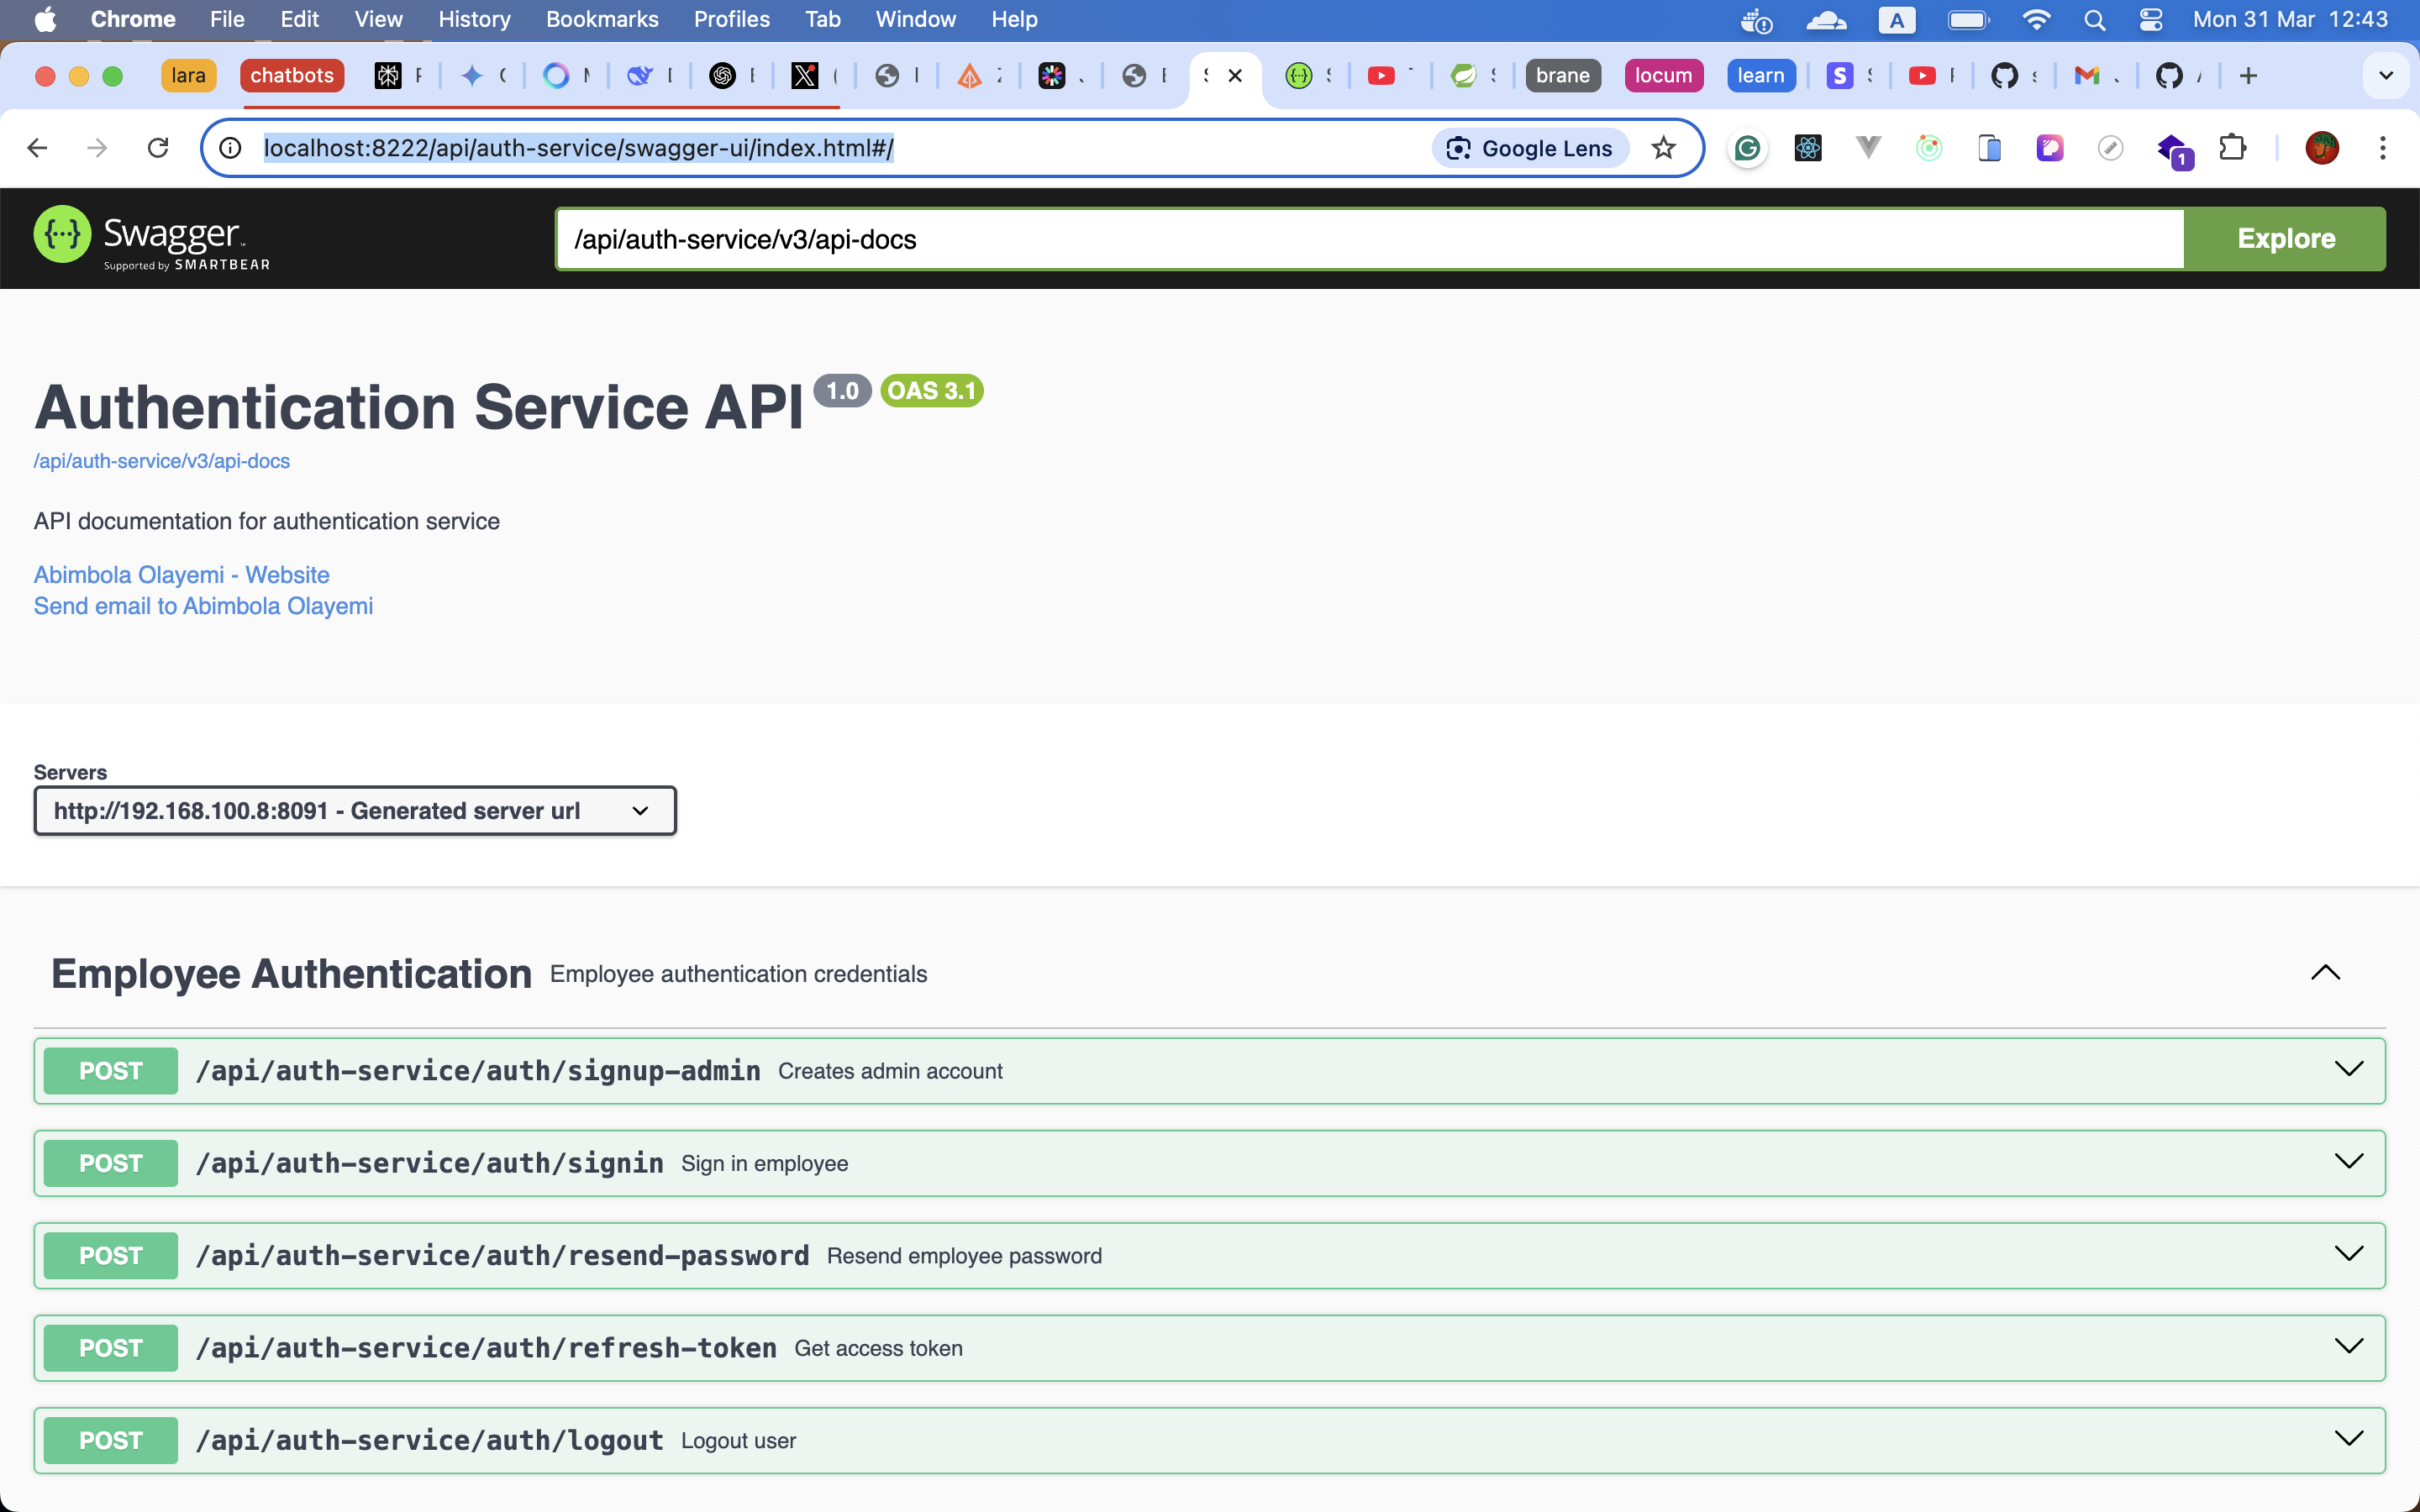 Chrome File Edit View History Bookmarks Profiles Tab Window Help A Mon 31 Mar 12:43
lara chatbots brane locum learn
localhost:8222/api/auth-service/swagger-ui/index.html#/ Google Lens 1
Swagger /api/auth-service/v3/api-docs Explore
Supported by SMARTBEAR
Authentication Service API 1.0 OAS 3.1
/api/auth-service/v3/api-docs
API documentation for authentication service
Abimbola Olayemi - Website
Send email to Abimbola Olayemi
Servers
http://192.168.100.8:8091 - Generated server url
Employee Authentication Employee authentication credentials
POST /api/auth-service/auth/signup-admin Creates admin account
POST /api/auth-service/auth/signin Sign in employee
POST /api/auth-service/auth/resend-password Resend employee password
POST /api/auth-service/auth/refresh-token Get access token
POST /api/auth-service/auth/logout Logout user